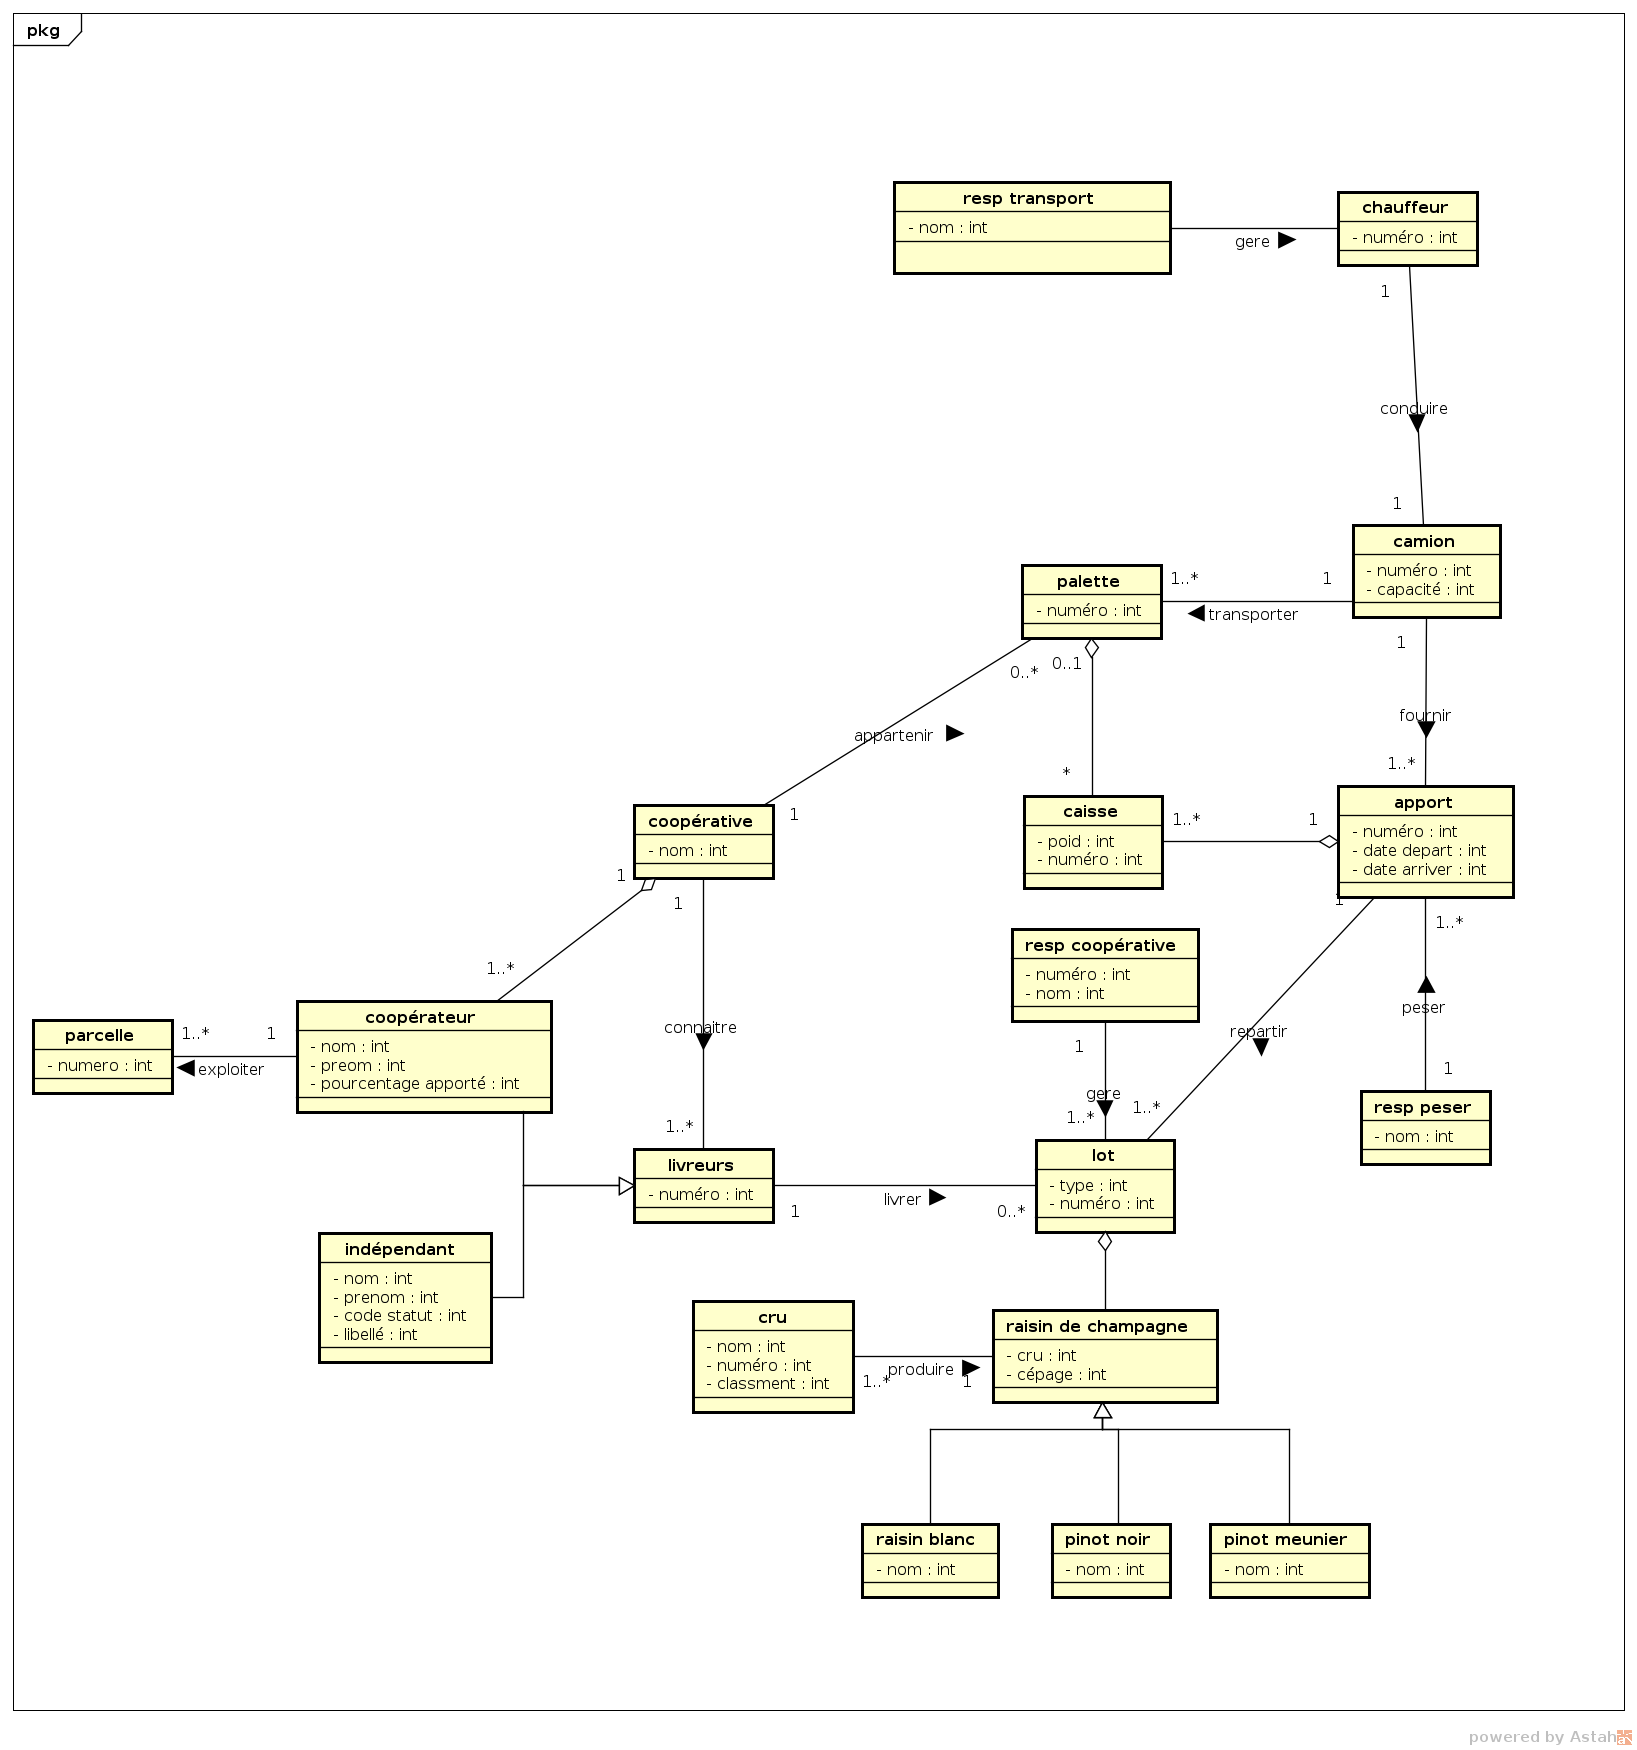 pkg
resp transport
- nom : int
chauffeur
- numéro : int
gere
1
conduire
1
camion
- numéro : int
- capacité : int
palette
- numéro : int
1..*
1
transporter
0..*
0..1
1
appartenir
fournir
*
1..*
coopérative
- nom : int
1
caisse
- poid : int
- numéro : int
1..*
1
apport
- numéro : int
- date depart : int
- date arriver : int
1
1
1
1..*
1..*
resp coopérative
- numéro : int
- nom : int
coopérateur
- nom : int
- preom : int
- pourcentage apporté : int
parcelle
- numero : int
1..*
1
exploiter
connaitre
1
repartir
peser
gere
1..*
1..*
1..*
1
resp peser
- nom : int
livreurs
- numéro : int
lot
- type : int
- numéro : int
livrer
1
0..*
indépendant
- nom : int
- prenom : int
- code statut : int
- libellé : int
cru
- nom : int
- numéro : int
- classment : int
raisin de champagne
- cru : int
- cépage : int
produire
1..*
1
raisin blanc
- nom : int
pinot noir
- nom : int
pinot meunier
- nom : int
powered by Astah